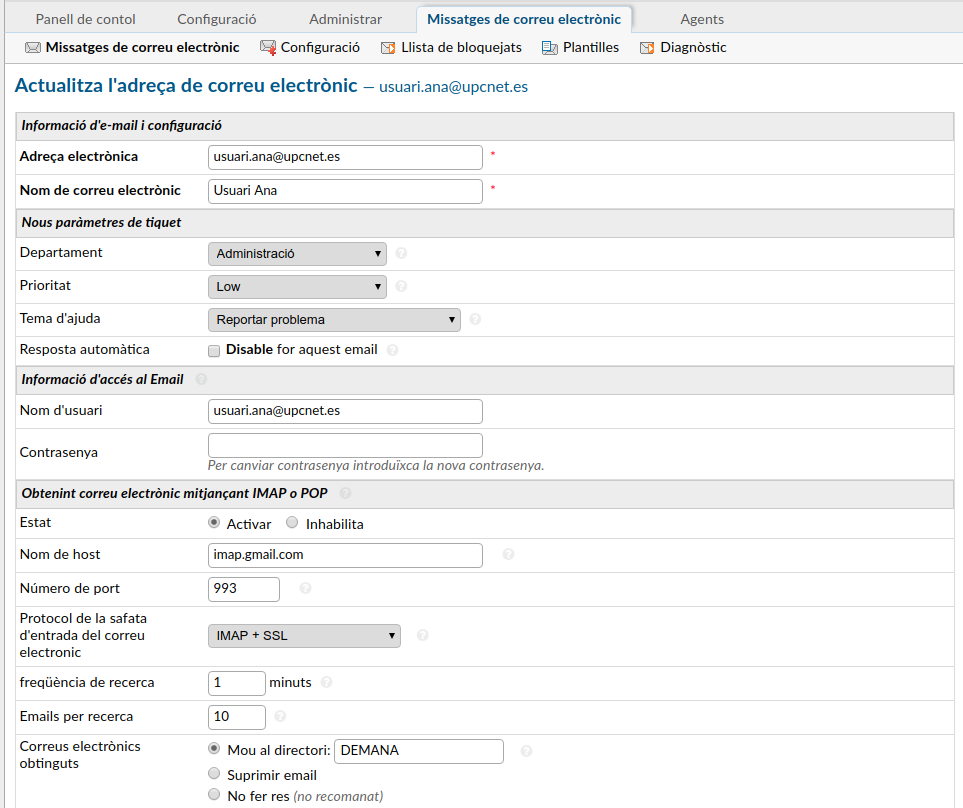 Panell de contol Configuració Administrar Missatges de correu electrònic Agents
Missatges de correu electrònic Configuració Llista de bloquejats Plantilles Diagnòstic
Actualitza l'adreça de correu electrònic — usuari.ana@upcnet.es
Informació d'e-mail i configuració
Adreça electrònica usuari.ana@upcnet.es *
Nom de correu electrònic Usuari Ana *
Nous paràmetres de tiquet
Departament Administració ?
Prioritat Low ?
Tema d'ajuda Reportar problema ?
Resposta automàtica Disable for aquest email ?
Informació d'accés al Email ?
Nom d'usuari usuari.ana@upcnet.es
Contrasenya
Per canviar contrasenya introduïxca la nova contrasenya.
Obtenint correu electrònic mitjançant IMAP o POP ?
Estat Activar Inhabilita
Nom de host imap.gmail.com ?
Número de port 993 ?
Protocol de la safata
d'entrada del correu
electronic
IMAP + SSL ?
freqüència de recerca 1 minuts ?
Emails per recerca 10 ?
Correus electrònics
obtinguts
Mou al directori: DEMANA ?
Suprimir email
No fer res (no recomanat)